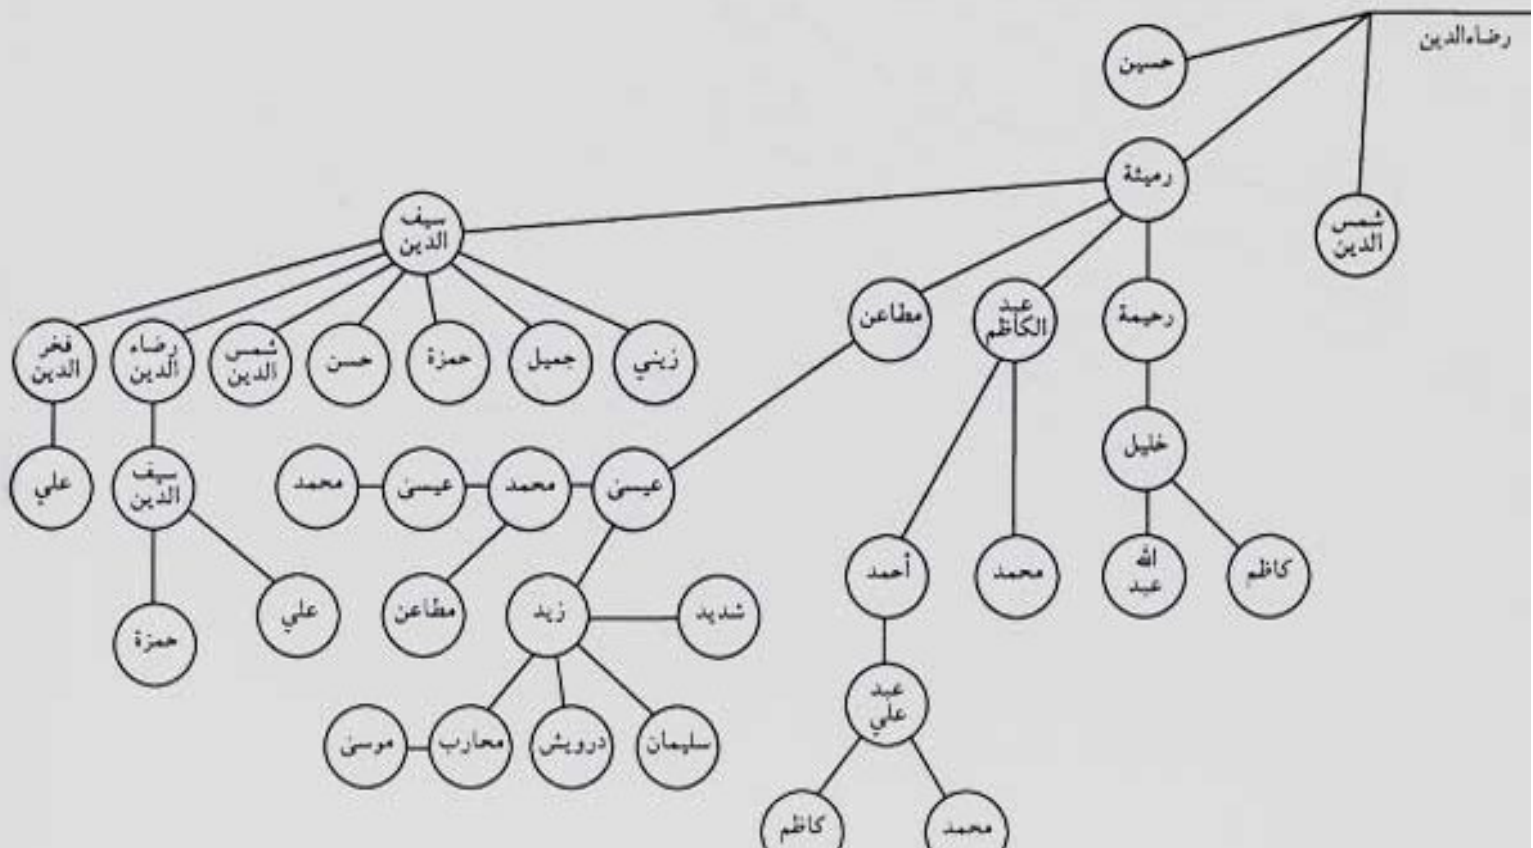 رضاءالدين
حسين
رميثة
شمس
الدين
سيف
الدين
رحيمة
عبد
الكاظم
مطاعن
زيني
جميل
حمزة
حسن
شمس
الدين
رضاء
الدين
فخر
الدين
خليل
عيسىٰ
محمد
عيسىٰ
محمد
سيف
الدين
علي
كاظم
الله
عبد
محمد
أحمد
شديد
زيد
مطاعن
علي
حمزة
عبد
علي
سليمان
درويش
محارب
موسىٰ
محمد
كاظم